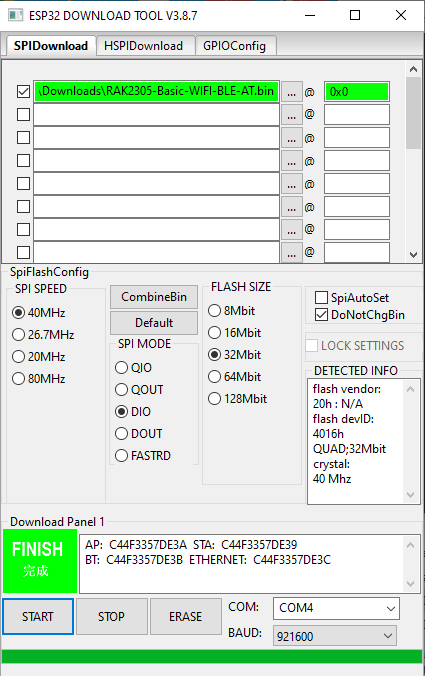 ESP32 DOWNLOAD TOOL V3.8.7
SPIDownload HSPIDownload GPIOConfig
\Downloads\RAK2305-Basic-WIFI-BLE-AT.bin ... @ 0x0
... @
... @
... @
... @
... @
... @
... @
SpiFlashConfig
SPI SPEED
40MHz
26.7MHz
20MHz
80MHz
CombineBin
Default
SPI MODE
QIO
QOUT
DIO
DOUT
FASTRD
FLASH SIZE
8Mbit
16Mbit
32Mbit
64Mbit
128Mbit
SpiAutoSet
DoNotChgBin
LOCK SETTINGS
DETECTED INFO
flash vendor:
20h : N/A
flash devID:
4016h
QUAD;32Mbit
crystal:
40 Mhz
Download Panel 1
FINISH
完成
AP: C44F3357DE3A STA: C44F3357DE39
BT: C44F3357DE3B ETHERNET: C44F3357DE3C
START STOP ERASE
COM: COM4
BAUD: 921600